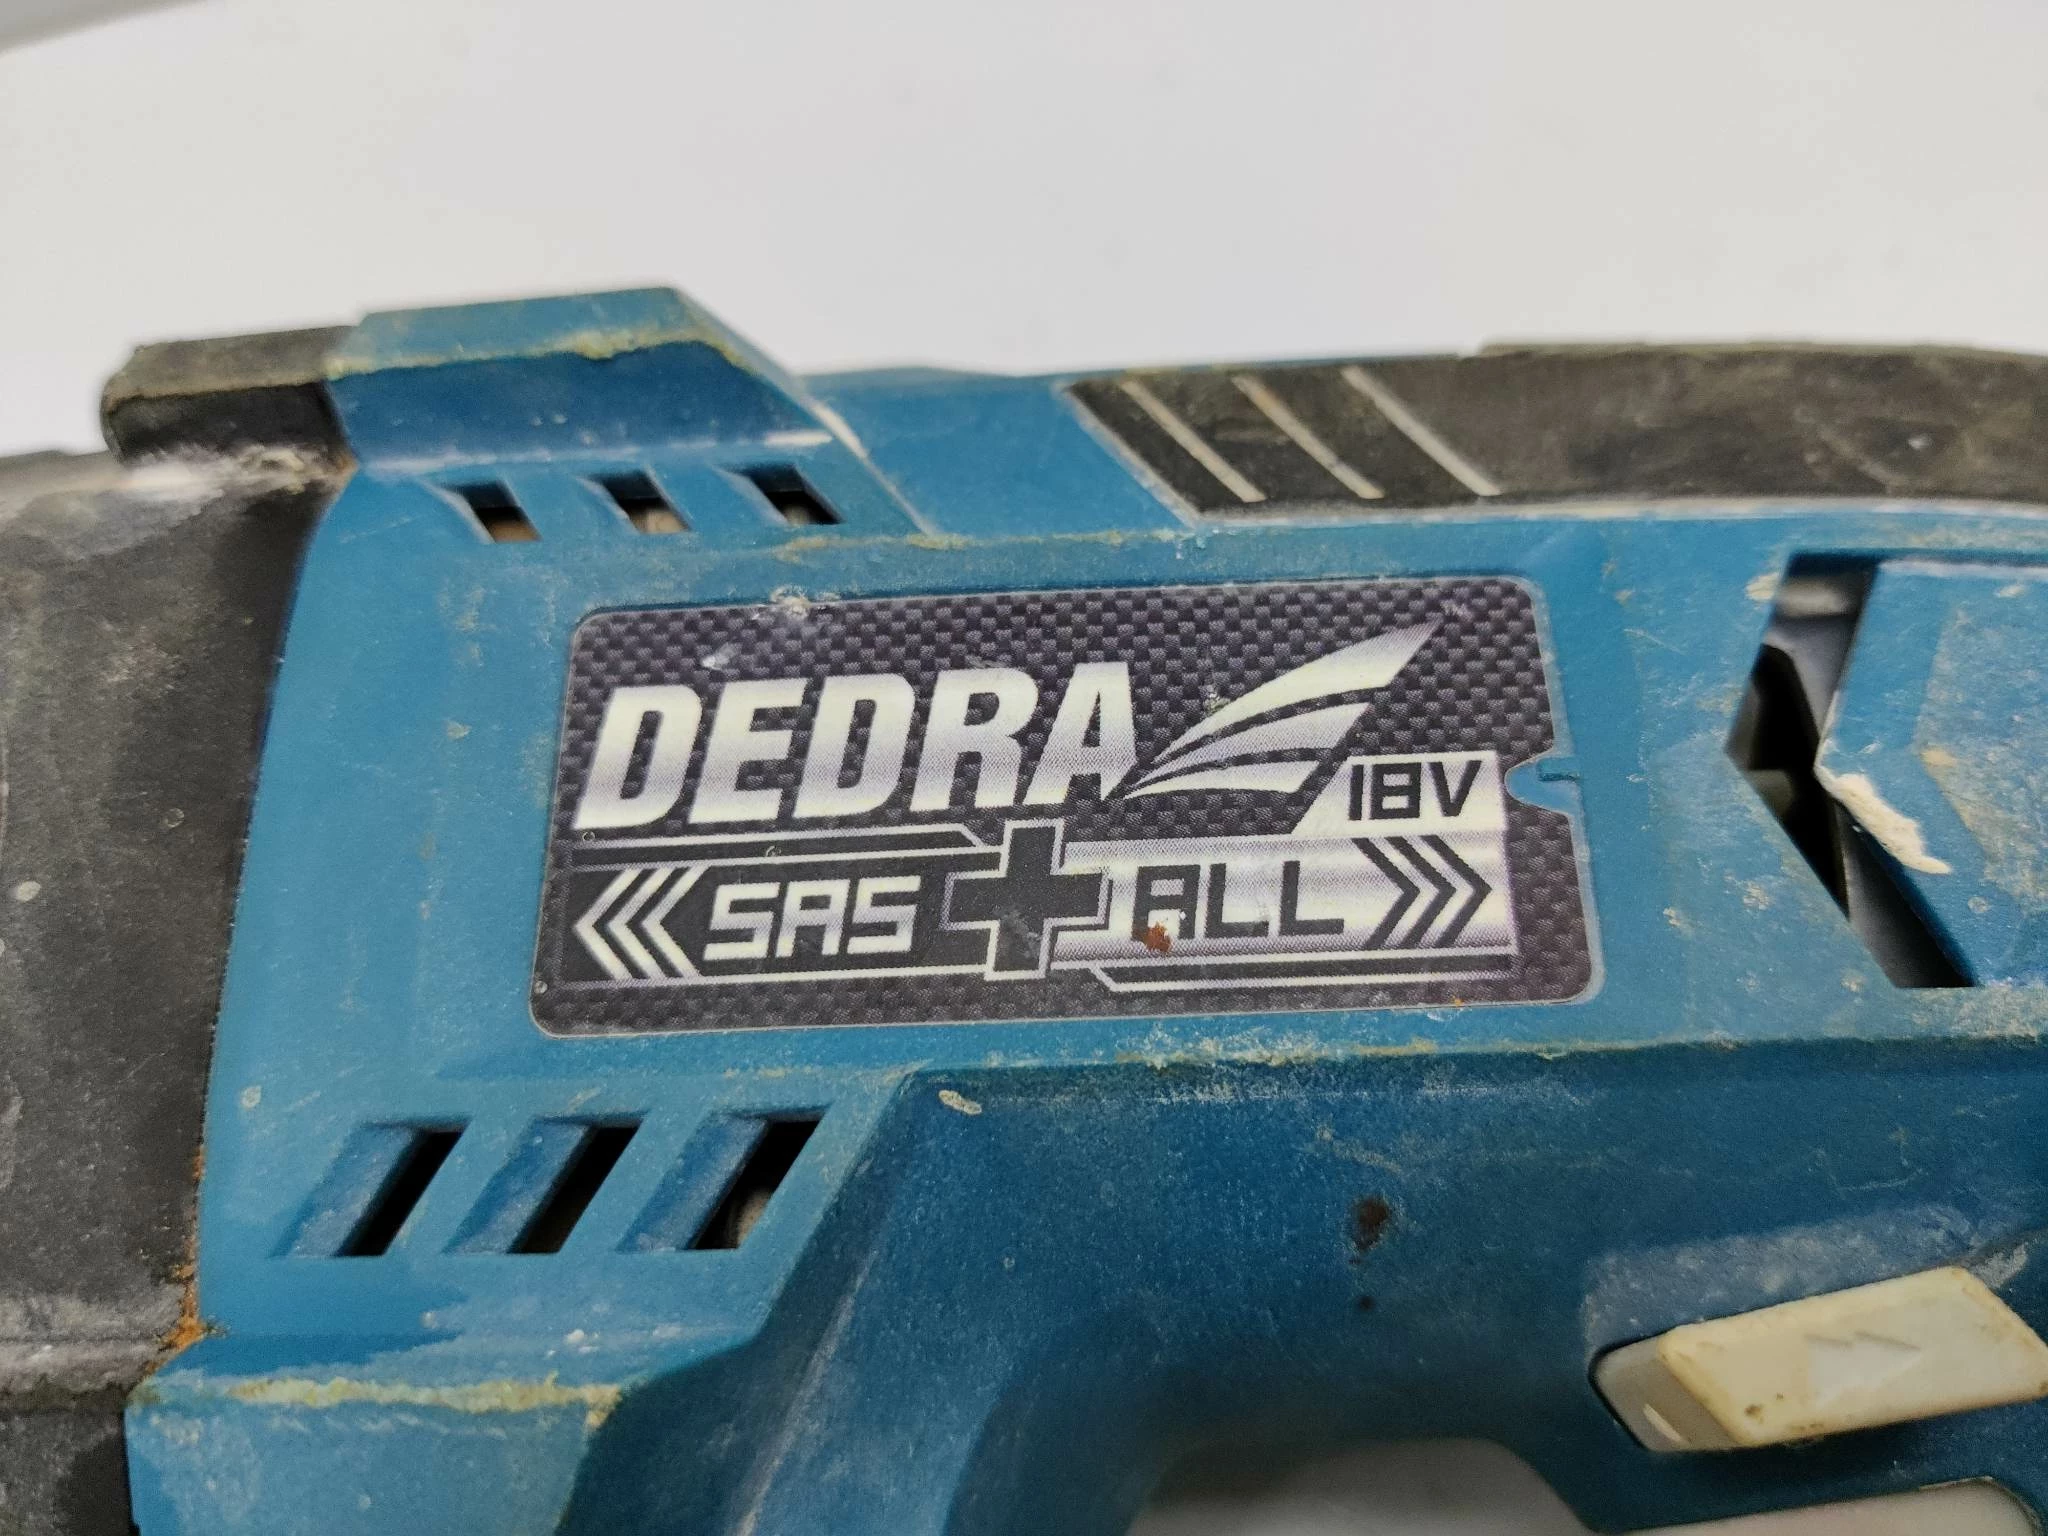 DEDRA
18V
SAS + ALL